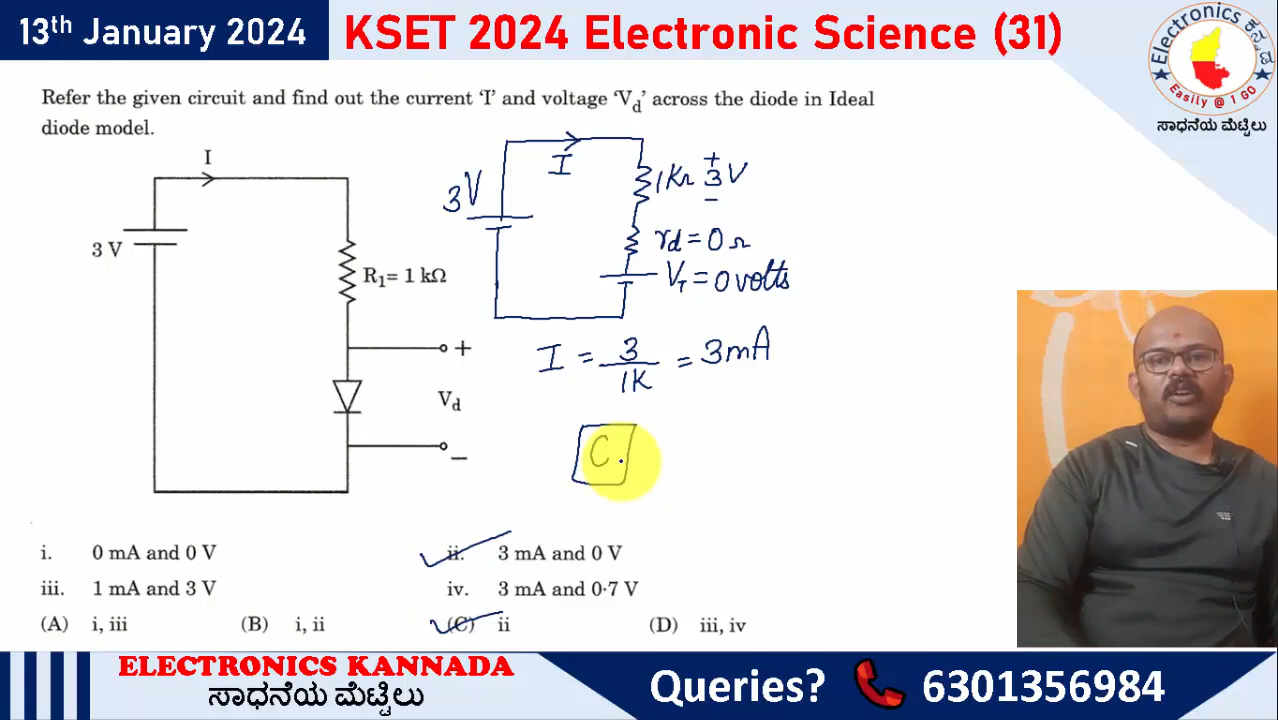 13th January 2024
KSET 2024 Electronic Science (31)
Electronics ಕನ್ನಡ
Easily @ 1 GO
ಸಾಧನೆಯ ಮೆಟ್ಟಿಲು
Refer the given circuit and find out the current ‘I’ and voltage ‘Vd’ across the diode in Ideal
diode model.
I
3 V
R1= 1 kΩ
+
Vd
–
I
3V
1KΩ + 3V –
rd = 0 Ω
VT = 0 volts
I = 3/1K = 3mA
C.
i. 0 mA and 0 V
ii. 3 mA and 0 V
iii. 1 mA and 3 V
iv. 3 mA and 0·7 V
(A) i, iii (B) i, ii (C) ii (D) iii, iv
ELECTRONICS KANNADA
ಸಾಧನೆಯ ಮೆಟ್ಟಿಲು
Queries? 6301356984